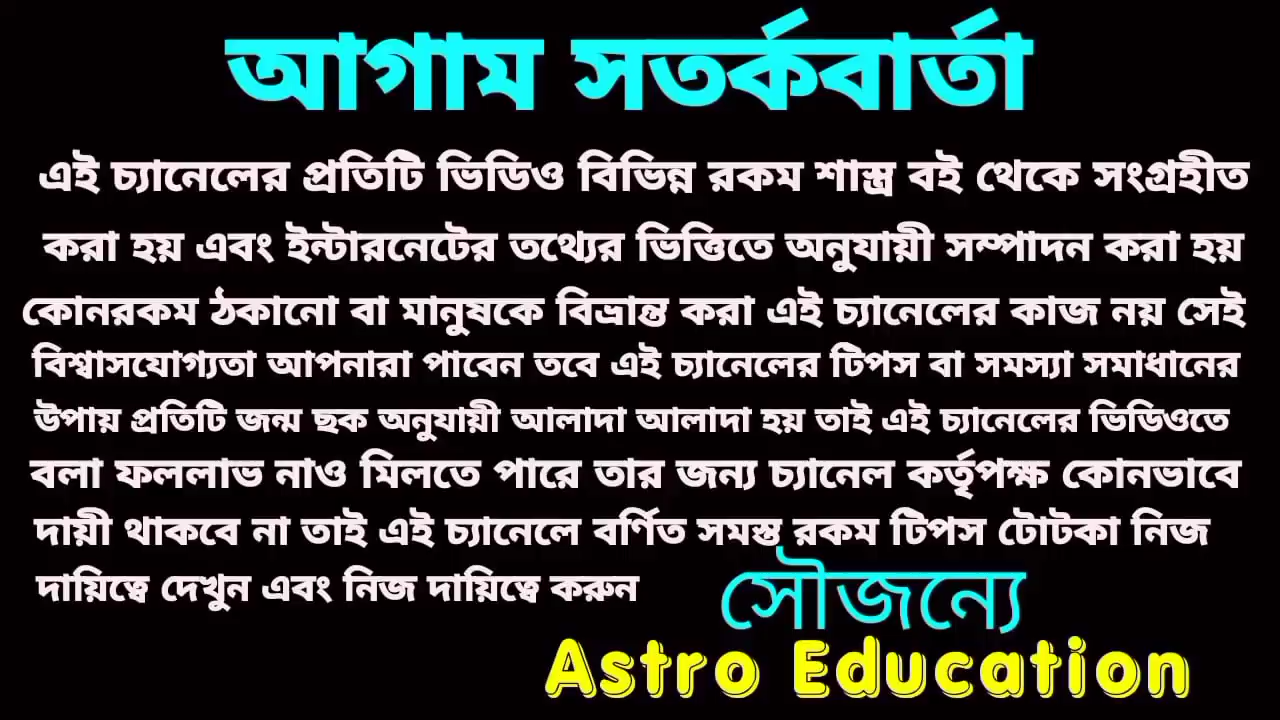 আগাম সতর্কবার্তা
এই চ্যানেলের প্রতিটি ভিডিও বিভিন্ন রকম শাস্ত্র বই থেকে সংগ্রহীত
করা হয় এবং ইন্টারনেটের তথ্যের ভিত্তিতে অনুযায়ী সম্পাদন করা হয়
কোনরকম ঠকানো বা মানুষকে বিভ্রান্ত করা এই চ্যানেলের কাজ নয় সেই
বিশ্বাসযোগ্যতা আপনারা পাবেন তবে এই চ্যানেলের টিপস বা সমস্যা সমাধানের
উপায় প্রতিটি জন্ম ছক অনুযায়ী আলাদা আলাদা হয় তাই এই চ্যানেলের ভিডিওতে
বলা ফললাভ নাও মিলতে পারে তার জন্য চ্যানেল কর্তৃপক্ষ কোনভাবে
দায়ী থাকবে না তাই এই চ্যানেলে বর্ণিত সমস্ত রকম টিপস টোটকা নিজ
দায়িত্বে দেখুন এবং নিজ দায়িত্বে করুন
সৌজন্যে
Astro Education